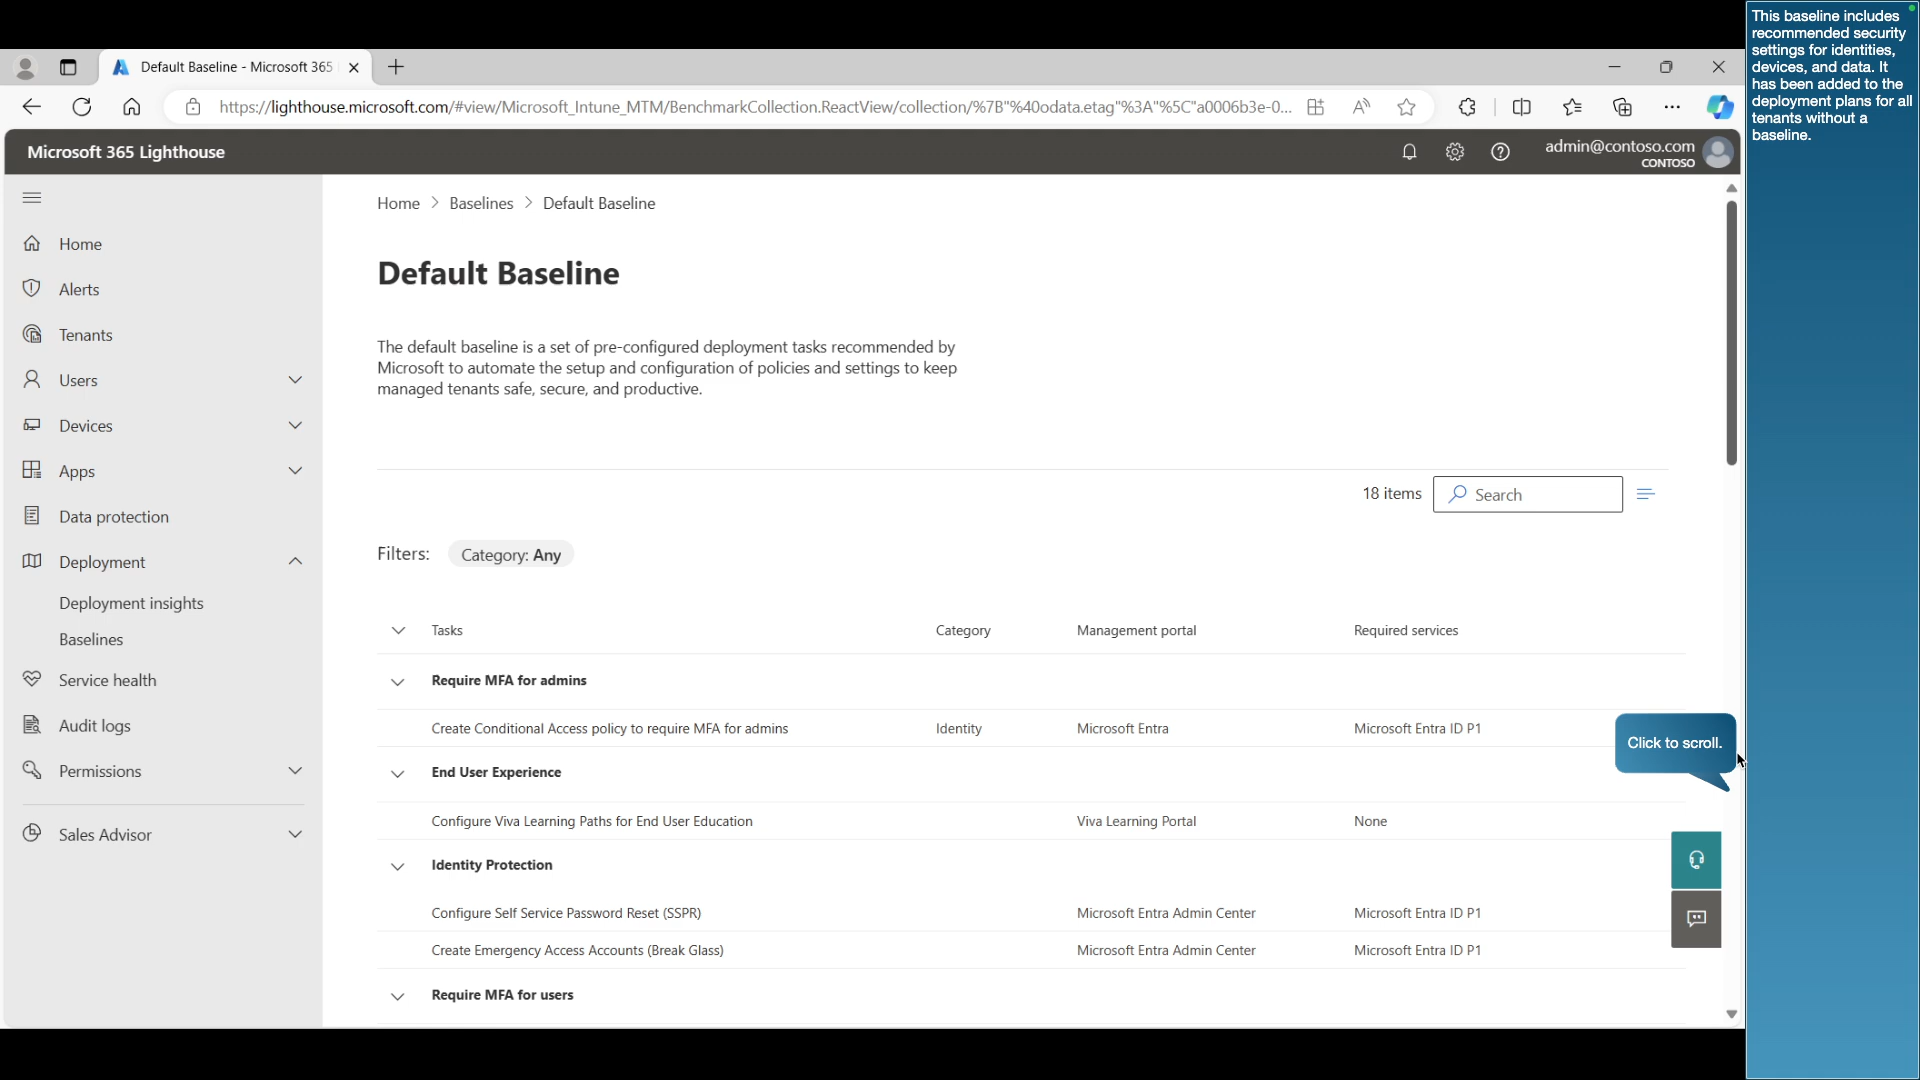 Default Baseline - Microsoft 365
https://lighthouse.microsoft.com/#view/Microsoft_Intune_MTM/BenchmarkCollection.ReactView/collection/%7B"%40odata.etag"%3A"%5C"a0006b3e-0...
Microsoft 365 Lighthouse
admin@contoso.com
CONTOSO
Home
Alerts
Tenants
Users
Devices
Apps
Data protection
Deployment
Deployment insights
Baselines
Service health
Audit logs
Permissions
Sales Advisor
Home > Baselines > Default Baseline
Default Baseline
The default baseline is a set of pre-configured deployment tasks recommended by
Microsoft to automate the setup and configuration of policies and settings to keep
managed tenants safe, secure, and productive.
18 items Search
Filters: Category: Any
Tasks Category Management portal Required services
Require MFA for admins
Create Conditional Access policy to require MFA for admins Identity Microsoft Entra Microsoft Entra ID P1
End User Experience
Configure Viva Learning Paths for End User Education Viva Learning Portal None
Identity Protection
Configure Self Service Password Reset (SSPR) Microsoft Entra Admin Center Microsoft Entra ID P1
Create Emergency Access Accounts (Break Glass) Microsoft Entra Admin Center Microsoft Entra ID P1
Require MFA for users
Click to scroll.
This baseline includes
recommended security
settings for identities,
devices, and data. It
has been added to the
deployment plans for all
tenants without a
baseline.